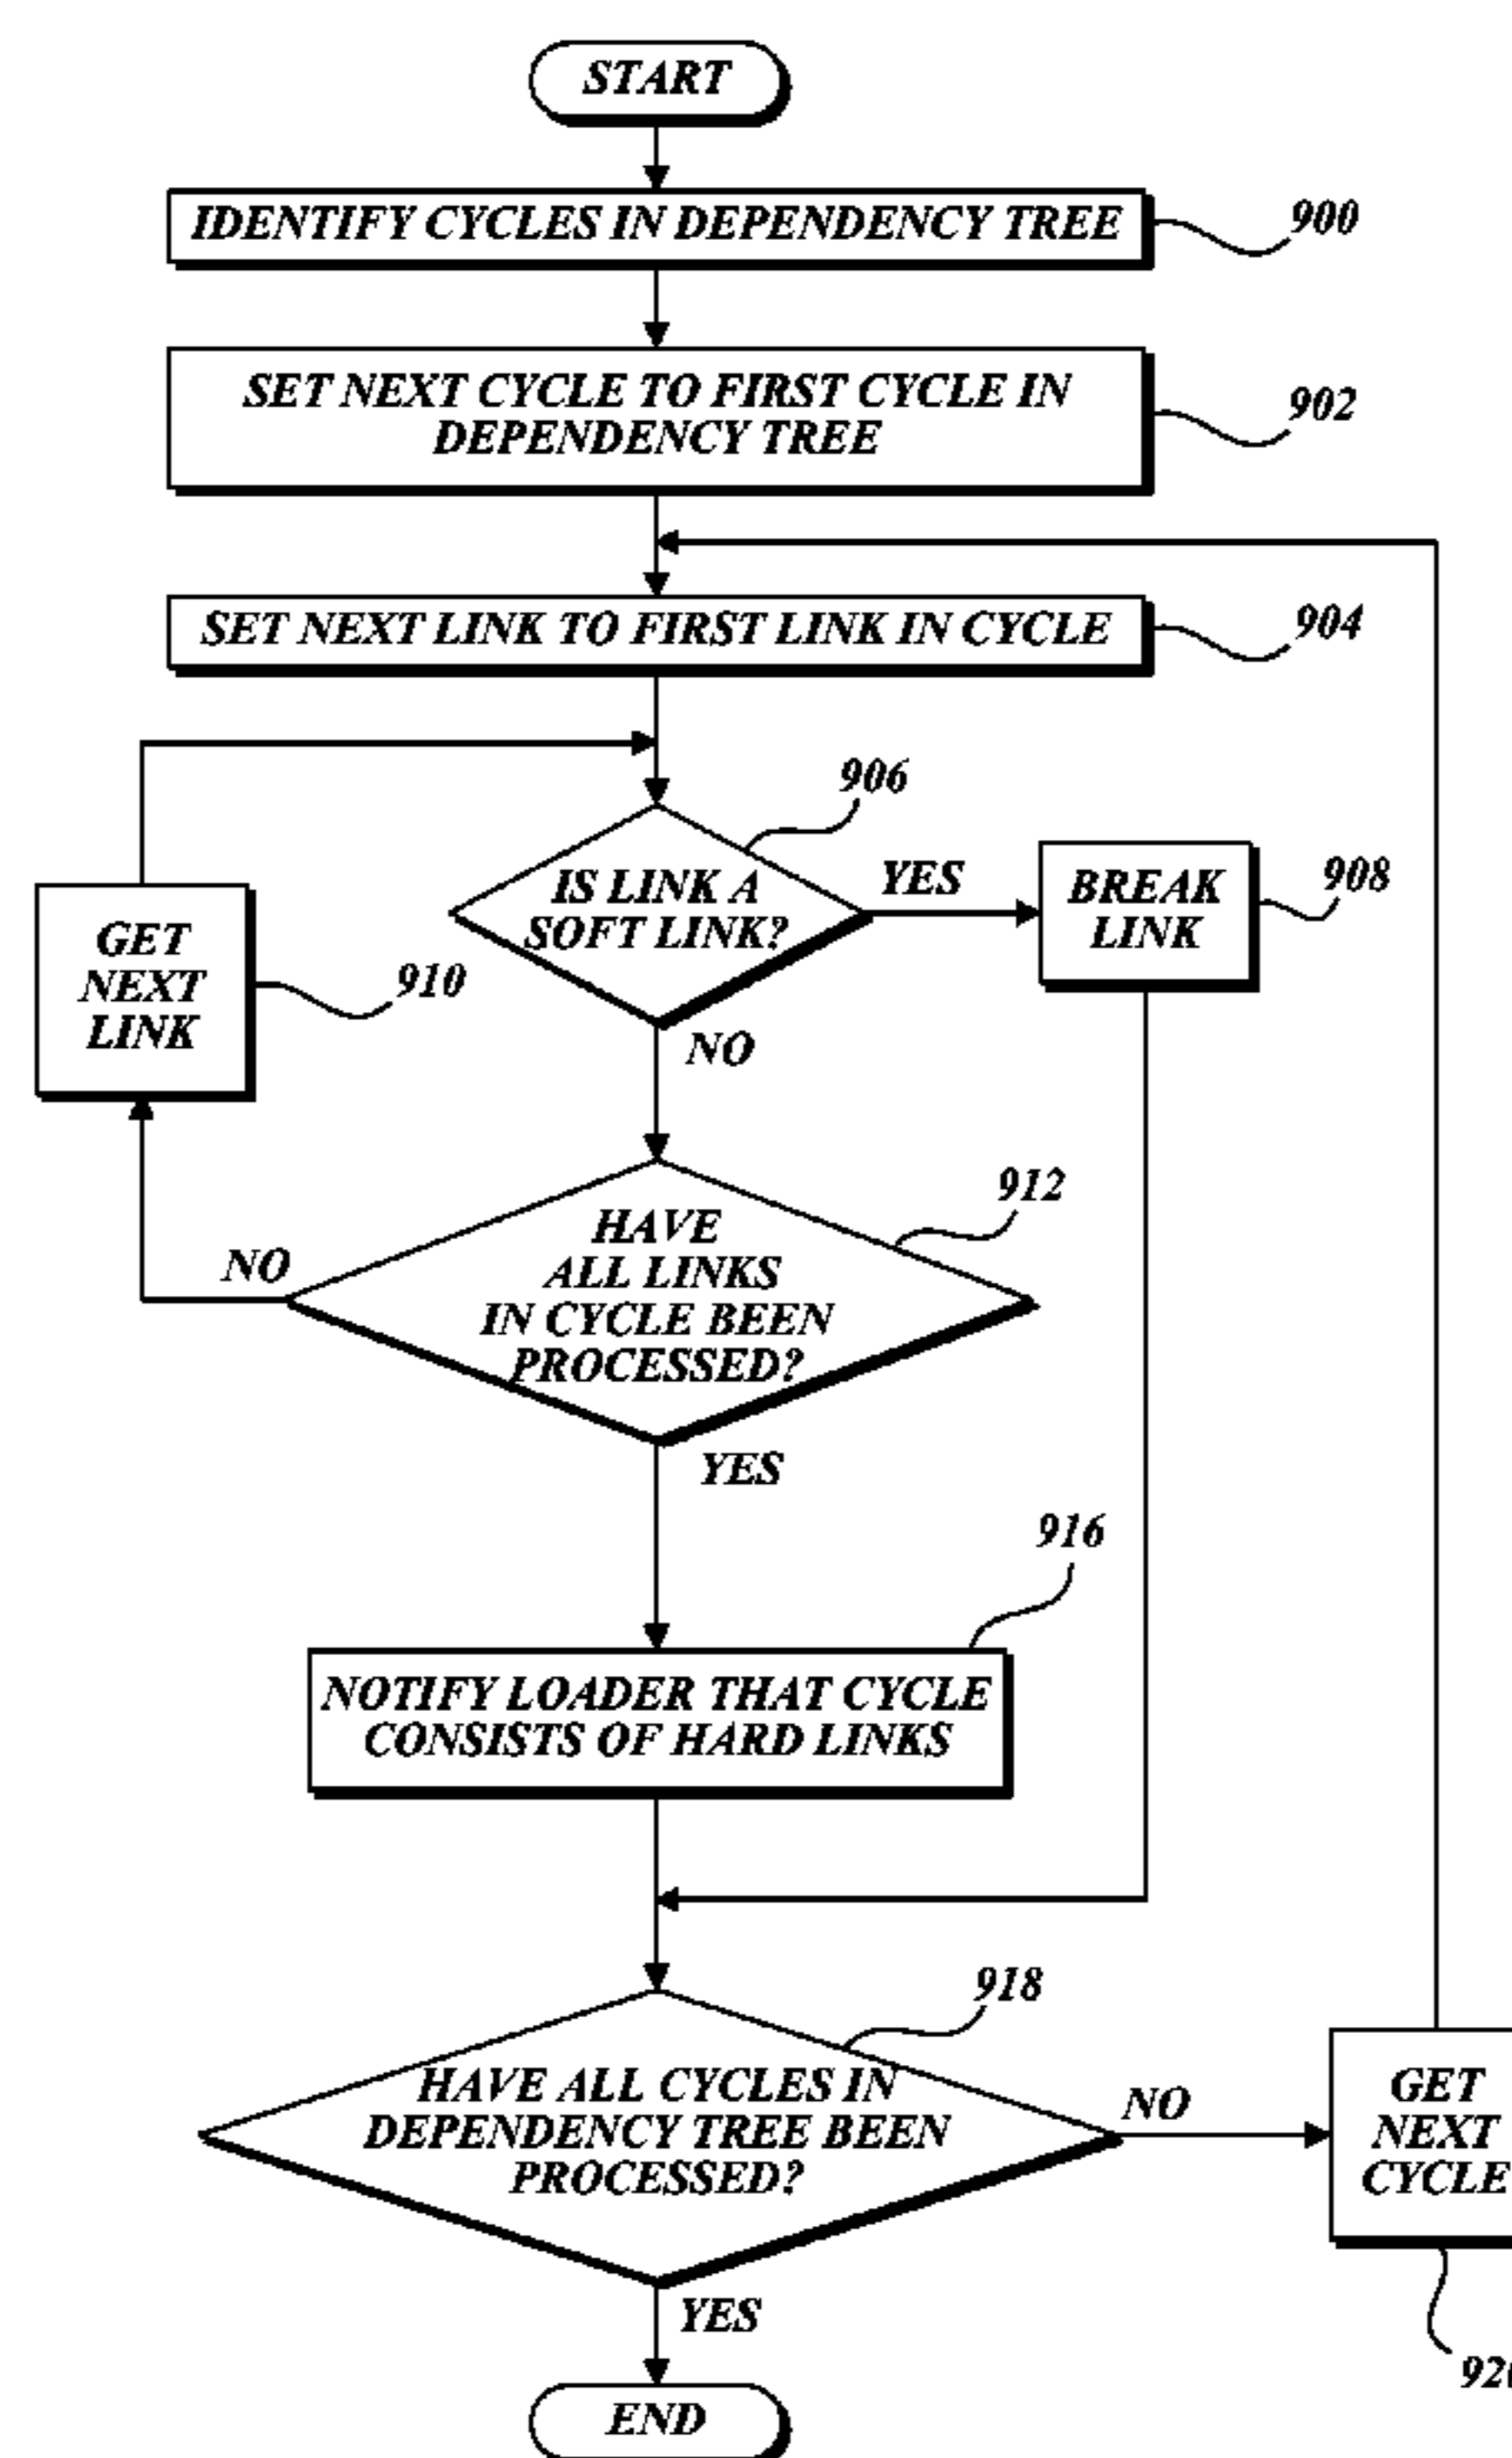 START
IDENTIFY CYCLES IN DEPENDENCY TREE
900
SET NEXT CYCLE TO FIRST CYCLE IN
DEPENDENCY TREE
902
SET NEXT LINK TO FIRST LINK IN CYCLE
904
906
IS LINK A
SOFT LINK?
YES
BREAK
LINK
908
GET
NEXT
LINK
910
NO
912
HAVE
ALL LINKS
IN CYCLE BEEN
PROCESSED?
NO
YES
916
NOTIFY LOADER THAT CYCLE
CONSISTS OF HARD LINKS
918
HAVE ALL CYCLES IN
DEPENDENCY TREE BEEN
PROCESSED?
NO
GET
NEXT
CYCLE
YES
END